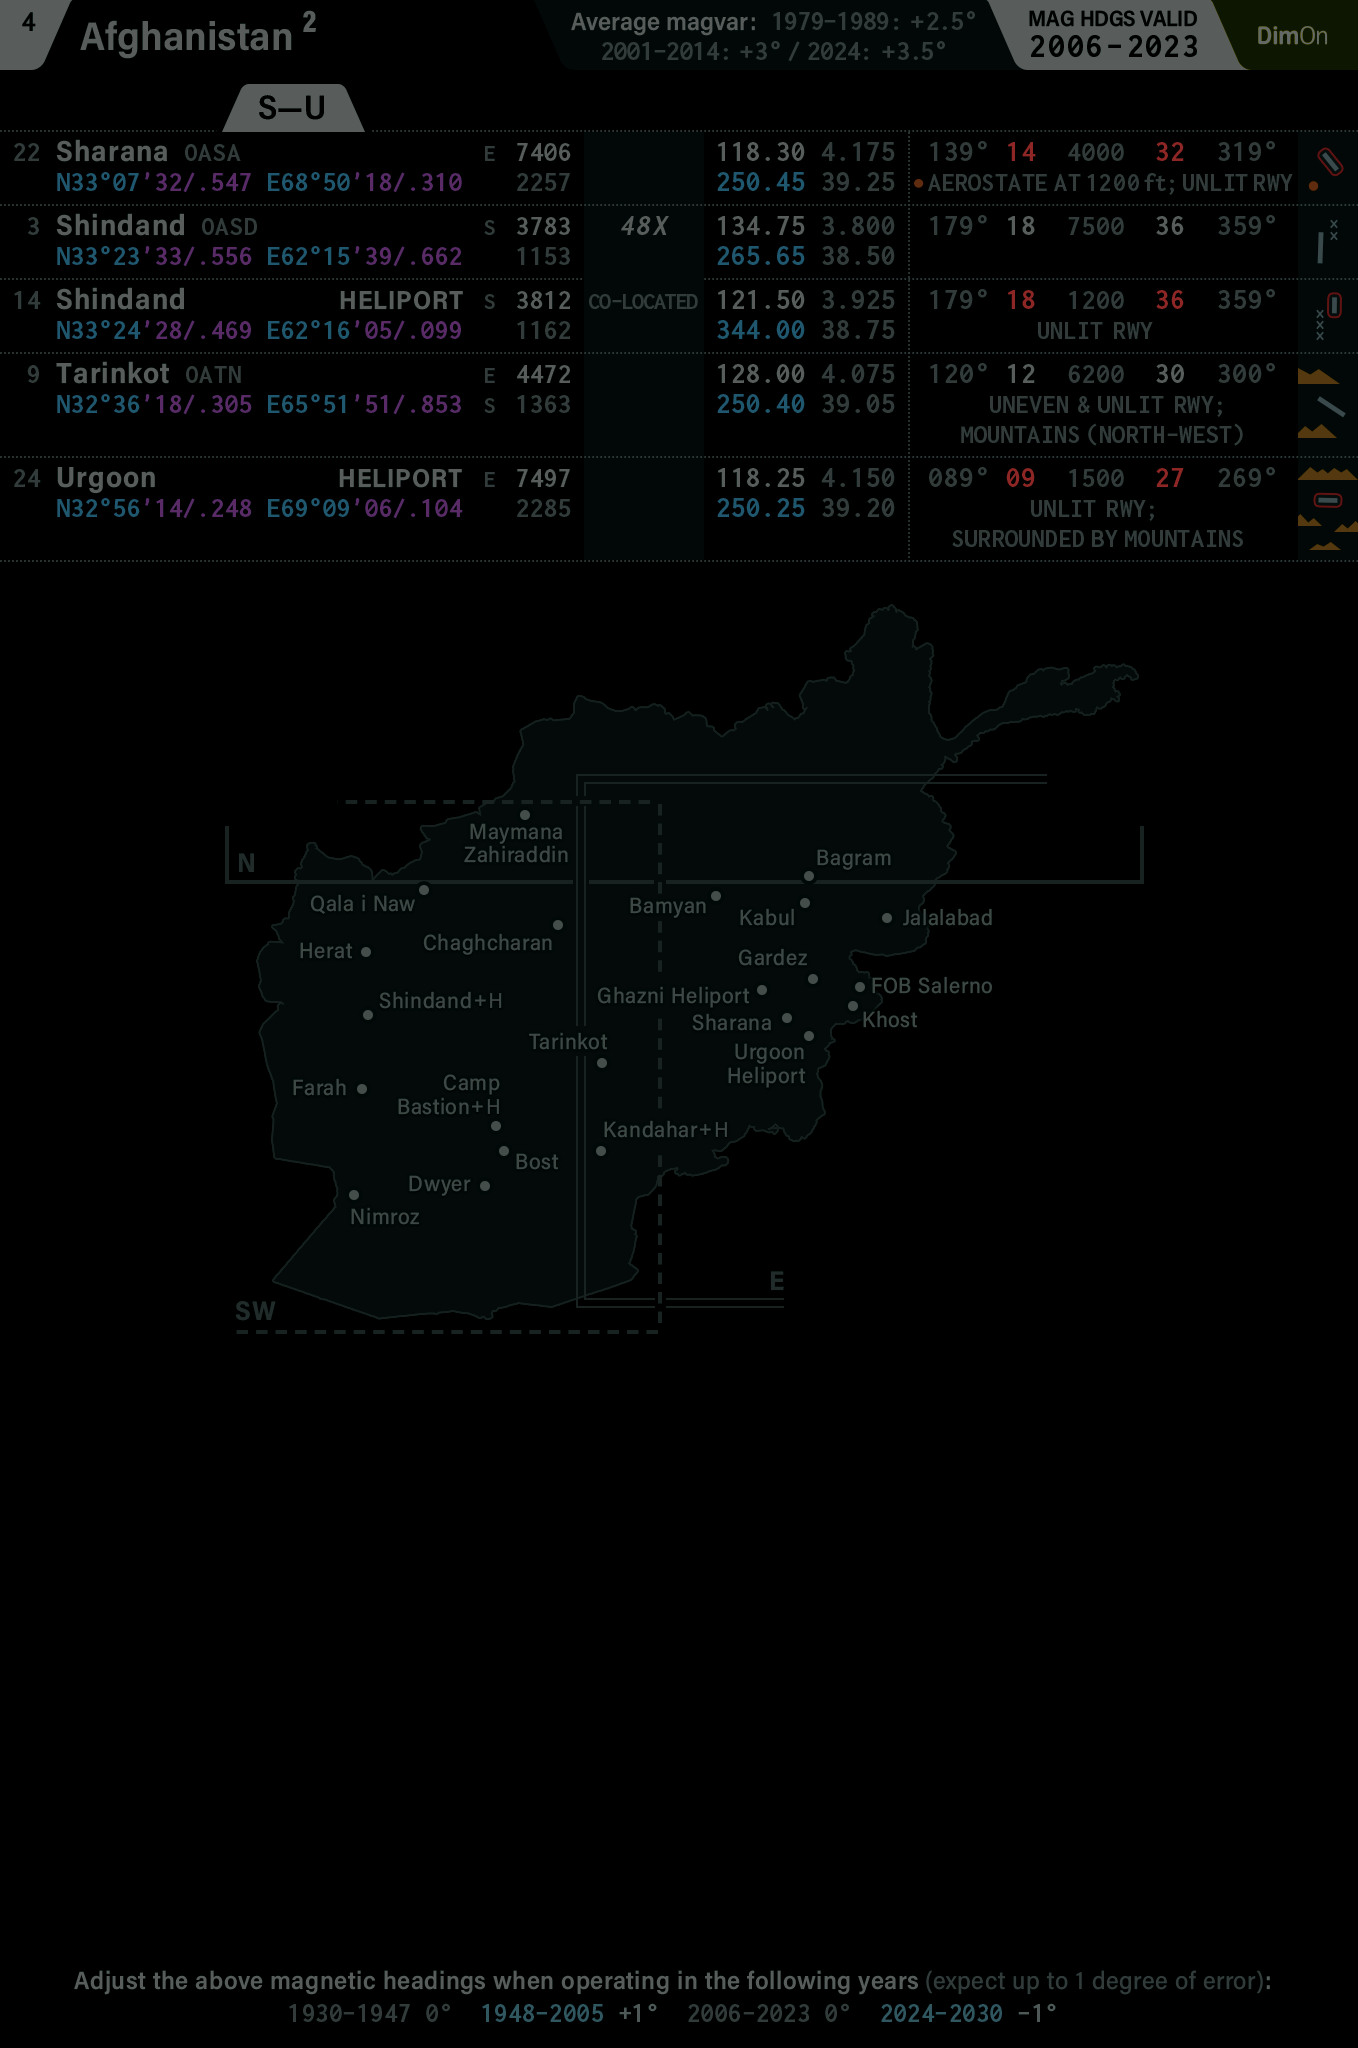 4 Afghanistan 2 Average magvar: 1979–1989: +2.5° MAG HDGS VALID DimOn
2001–2014: +3° / 2024: +3.5° 2006–2023
S—U
22 Sharana OASA E 7406 118.30 4.175 139° 14 4000 32 319°
N33°07'32/.547 E68°50'18/.310 2257 250.45 39.25 AEROSTATE AT 1200 ft; UNLIT RWY
3 Shindand OASD S 3783 48X 134.75 3.800 179° 18 7500 36 359°
N33°23'33/.556 E62°15'39/.662 1153 265.65 38.50
14 Shindand HELIPORT S 3812 CO-LOCATED 121.50 3.925 179° 18 1200 36 359°
N33°24'28/.469 E62°16'05/.099 1162 344.00 38.75 UNLIT RWY
9 Tarinkot OATN E 4472 128.00 4.075 120° 12 6200 30 300°
N32°36'18/.305 E65°51'51/.853 S 1363 250.40 39.05 UNEVEN & UNLIT RWY;
MOUNTAINS (NORTH-WEST)
24 Urgoon HELIPORT E 7497 118.25 4.150 089° 09 1500 27 269°
N32°56'14/.248 E69°09'06/.104 2285 250.25 39.20 UNLIT RWY;
SURROUNDED BY MOUNTAINS
Maymana
Zahiraddin
N
Bagram
Qala i Naw
Bamyan
Kabul
Jalalabad
Chaghcharan
Herat
Gardez
FOB Salerno
Ghazni Heliport
Shindand+H
Khost
Sharana
Tarinkot
Urgoon
Heliport
Farah
Camp
Bastion+H
Kandahar+H
Bost
Dwyer
Nimroz
E
SW
Adjust the above magnetic headings when operating in the following years (expect up to 1 degree of error):
1930–1947 0° 1948–2005 +1° 2006–2023 0° 2024–2030 –1°